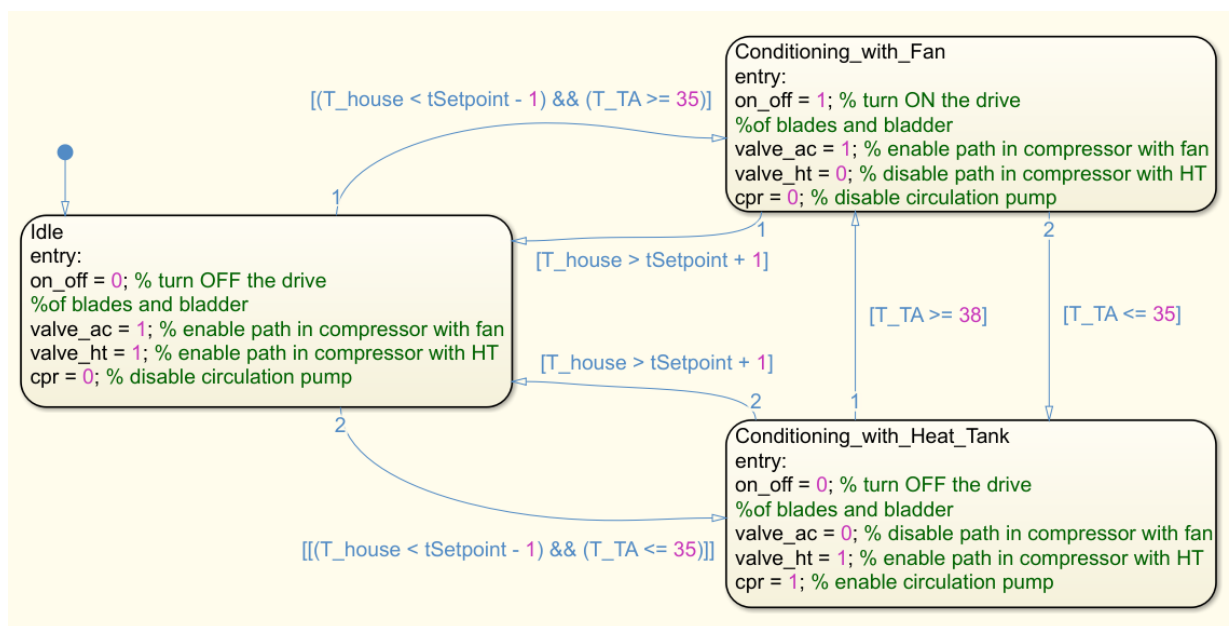 Conditioning_with_Fan
entry:
on_off = 1; % turn ON the drive
%of blades and bladder
valve_ac = 1; % enable path in compressor with fan
valve_ht = 0; % disable path in compressor with HT
cpr = 0; % disable circulation pump
[(T_house < tSetpoint - 1) && (T_TA >= 35)]
1
Idle
entry:
on_off = 0; % turn OFF the drive
%of blades and bladder
valve_ac = 1; % enable path in compressor with fan
valve_ht = 1; % enable path in compressor with HT
cpr = 0; % disable circulation pump
1
[T_house > tSetpoint + 1]
2
[T_TA >= 38]
[T_TA <= 35]
[T_house > tSetpoint + 1]
2
1
2
[[(T_house < tSetpoint - 1) && (T_TA <= 35)]]
Conditioning_with_Heat_Tank
entry:
on_off = 0; % turn OFF the drive
%of blades and bladder
valve_ac = 0; % disable path in compressor with fan
valve_ht = 1; % enable path in compressor with HT
cpr = 1; % enable circulation pump